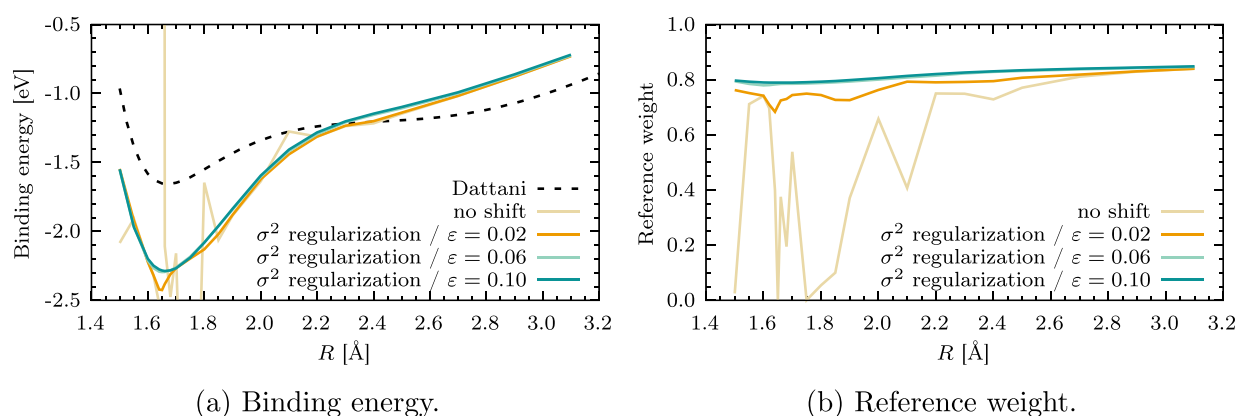 -0.5
-1.0
-1.5
-2.0
-2.5
1.4 1.6 1.8 2.0 2.2 2.4 2.6 2.8 3.0 3.2
Binding energy [eV]
R [Å]
Dattani
no shift
σ² regularization / ε = 0.02
σ² regularization / ε = 0.06
σ² regularization / ε = 0.10
(a) Binding energy.
1.0
0.8
0.6
0.4
0.2
0.0
1.4 1.6 1.8 2.0 2.2 2.4 2.6 2.8 3.0 3.2
Reference weight
R [Å]
no shift
σ² regularization / ε = 0.02
σ² regularization / ε = 0.06
σ² regularization / ε = 0.10
(b) Reference weight.